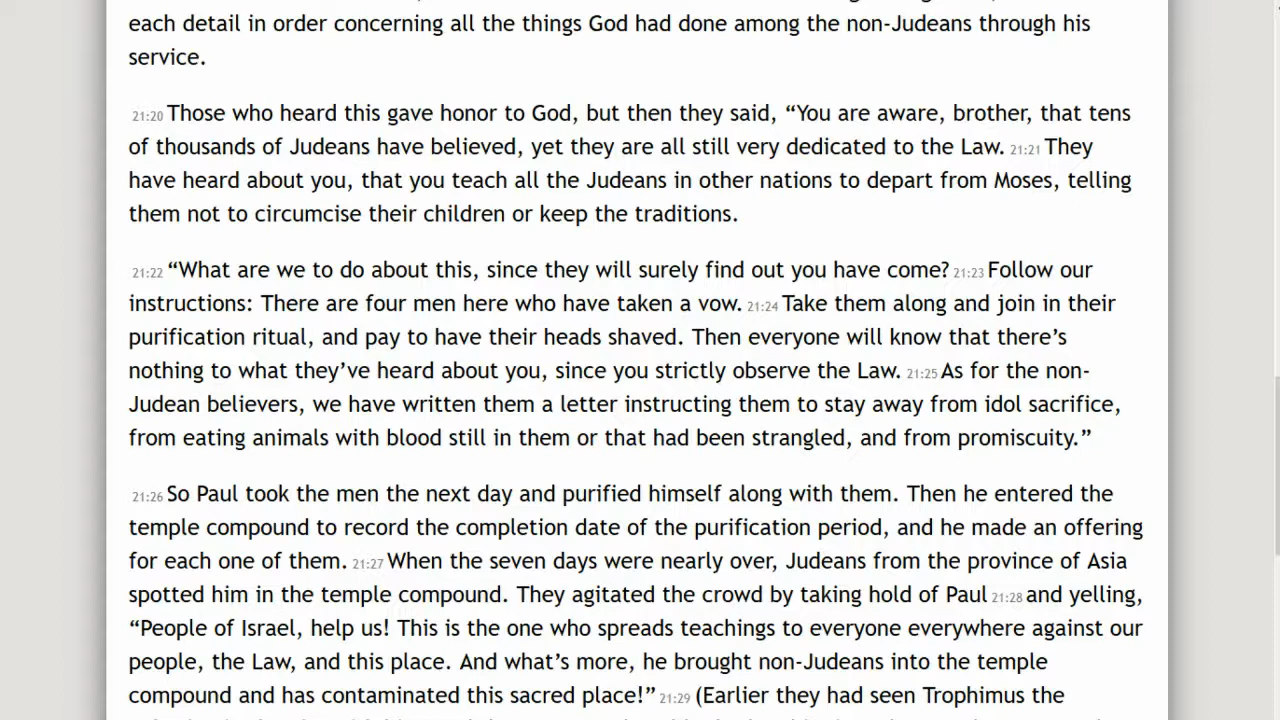 each detail in order concerning all the things God had done among the non-Judeans through his
service.
21:20 Those who heard this gave honor to God, but then they said, “You are aware, brother, that tens
of thousands of Judeans have believed, yet they are all still very dedicated to the Law. 21:21 They
have heard about you, that you teach all the Judeans in other nations to depart from Moses, telling
them not to circumcise their children or keep the traditions.
21:22 “What are we to do about this, since they will surely find out you have come? 21:23 Follow our
instructions: There are four men here who have taken a vow. 21:24 Take them along and join in their
purification ritual, and pay to have their heads shaved. Then everyone will know that there’s
nothing to what they’ve heard about you, since you strictly observe the Law. 21:25 As for the non-
Judean believers, we have written them a letter instructing them to stay away from idol sacrifice,
from eating animals with blood still in them or that had been strangled, and from promiscuity.”
21:26 So Paul took the men the next day and purified himself along with them. Then he entered the
temple compound to record the completion date of the purification period, and he made an offering
for each one of them. 21:27 When the seven days were nearly over, Judeans from the province of Asia
spotted him in the temple compound. They agitated the crowd by taking hold of Paul 21:28 and yelling,
“People of Israel, help us! This is the one who spreads teachings to everyone everywhere against our
people, the Law, and this place. And what’s more, he brought non-Judeans into the temple
compound and has contaminated this sacred place!” 21:29 (Earlier they had seen Trophimus the